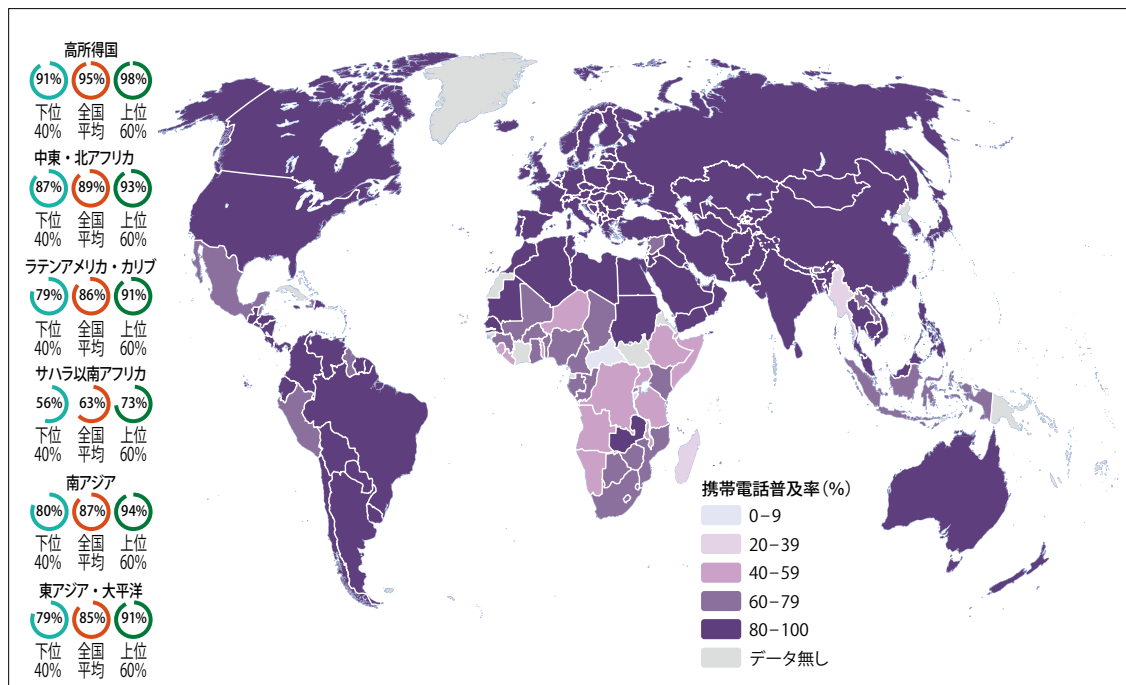 高所得国
91% 95% 98%
下位 全国 上位
40% 平均 60%
中東・北アフリカ
87% 89% 93%
下位 全国 上位
40% 平均 60%
ラテンアメリカ・カリブ
79% 86% 91%
下位 全国 上位
40% 平均 60%
サハラ以南アフリカ
56% 63% 73%
下位 全国 上位
40% 平均 60%
南アジア
80% 87% 94%
下位 全国 上位
40% 平均 60%
東アジア・大平洋
79% 85% 91%
下位 全国 上位
40% 平均 60%
携帯電話普及率(%)
0−9
20−39
40−59
60−79
80−100
データ無し